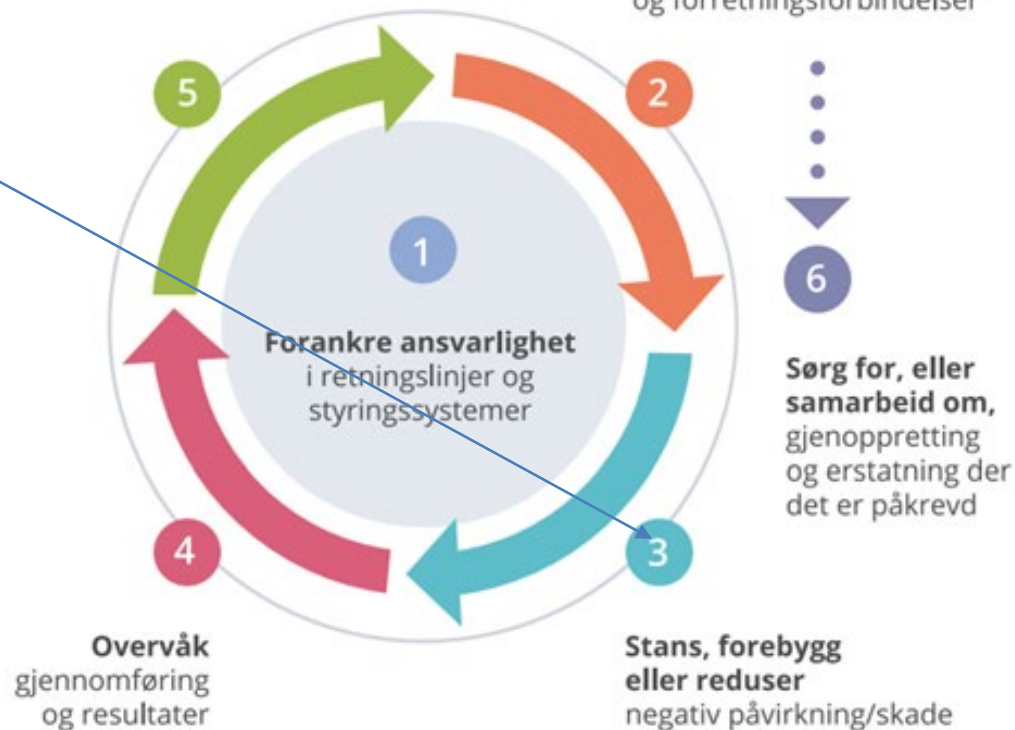 og forretningsforbindelser
5
2
1
6
Forankre ansvarlighet
i retningslinjer og
styringssystemer
Sørg for, eller
samarbeid om,
gjenoppretting
og erstatning der
det er påkrevd
4
3
Overvåk
gjennomføring
og resultater
Stans, forebygg
eller reduser
negativ påvirkning/skade